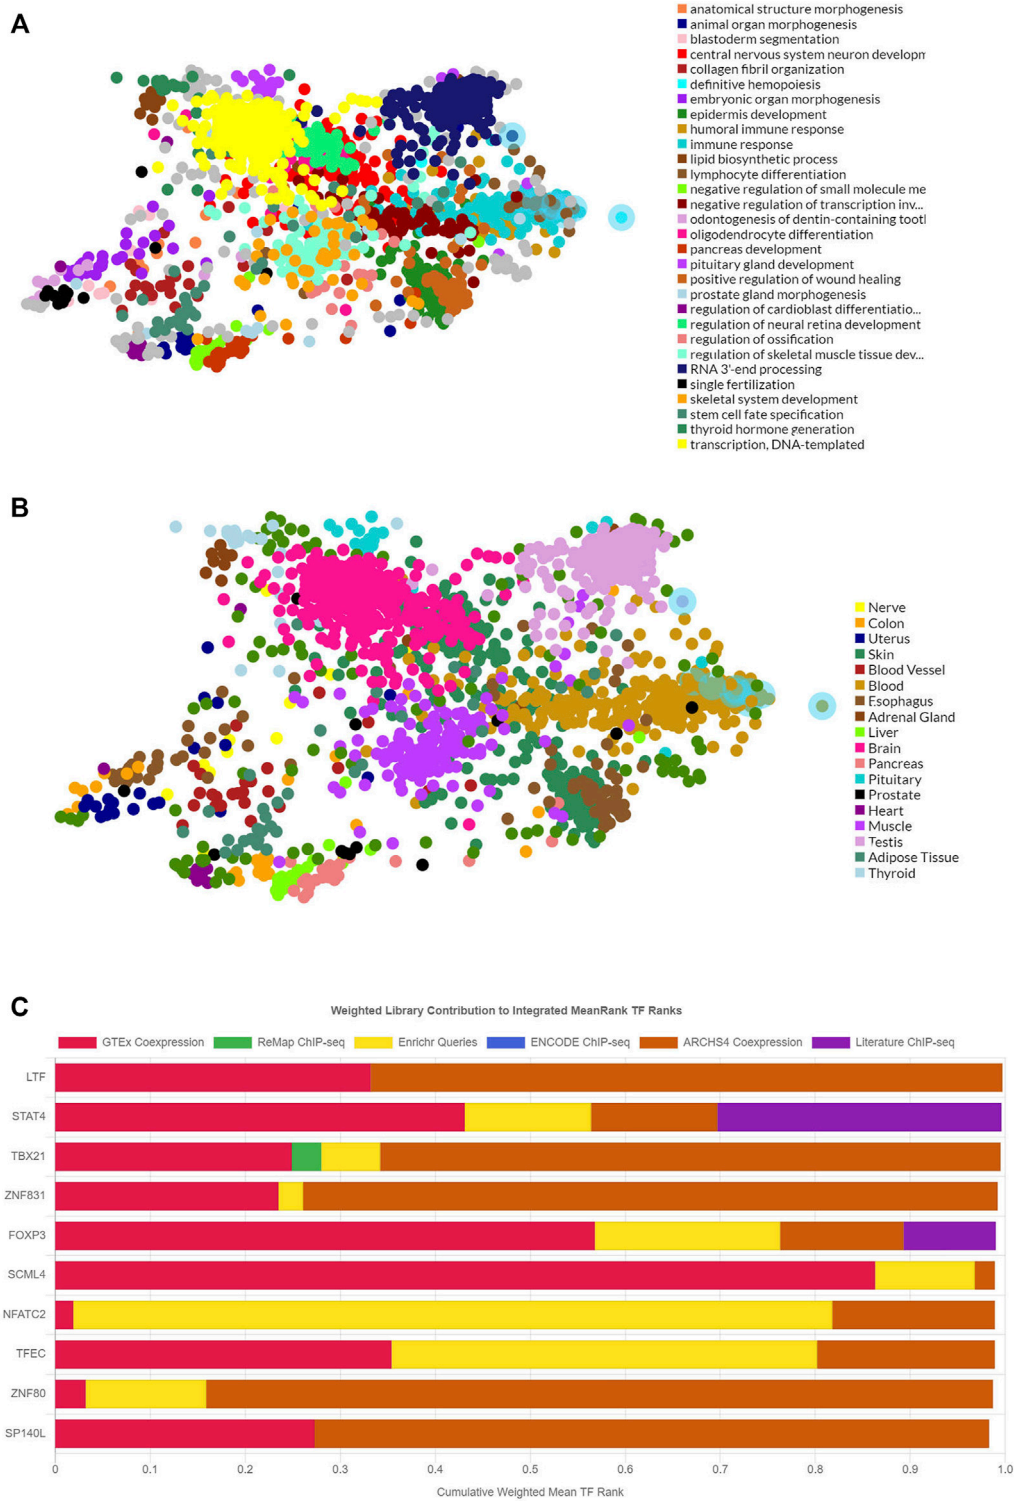 A
anatomical structure morphogenesis
animal organ morphogenesis
blastoderm segmentation
central nervous system neuron developm
collagen fibril organization
definitive hemopoiesis
embryonic organ morphogenesis
epidermis development
humoral immune response
immune response
lipid biosynthetic process
lymphocyte differentiation
negative regulation of small molecule me
negative regulation of transcription inv...
odontogenesis of dentin-containing tootl
oligodendrocyte differentiation
pancreas development
pituitary gland development
positive regulation of wound healing
prostate gland morphogenesis
regulation of cardioblast differentiatio...
regulation of neural retina development
regulation of ossification
regulation of skeletal muscle tissue dev...
RNA 3'-end processing
single fertilization
skeletal system development
stem cell fate specification
thyroid hormone generation
transcription, DNA-templated
B
Nerve
Colon
Uterus
Skin
Blood Vessel
Blood
Esophagus
Adrenal Gland
Liver
Brain
Pancreas
Pituitary
Prostate
Heart
Muscle
Testis
Adipose Tissue
Thyroid
C
Weighted Library Contribution to Integrated MeanRank TF Ranks
GTEx Coexpression ReMap ChIP-seq Enrichr Queries ENCODE ChIP-seq ARCHS4 Coexpression Literature ChIP-seq
LTF
STAT4
TBX21
ZNF831
FOXP3
SCML4
NFATC2
TFEC
ZNF80
SP140L
0 0.1 0.2 0.3 0.4 0.5 0.6 0.7 0.8 0.9 1.0
Cumulative Weighted Mean TF Rank